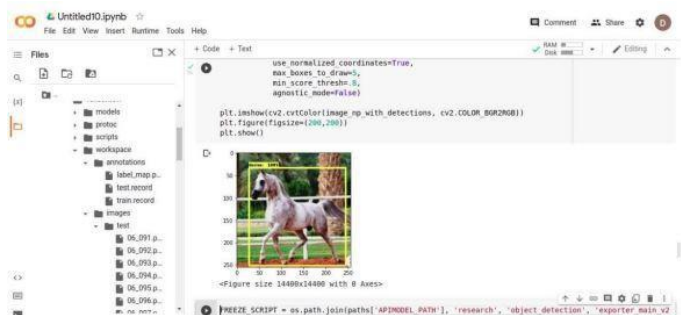 Untitled10.ipynb
File Edit View Insert Runtime Tools Help
Comment
Share
D
Files
+ Code + Text
RAM
Disk
Editing
{x}
..
models
protoc
scripts
workspace
annotations
label_map.p...
test.record
train.record
images
test
06_091.p...
06_092.p...
06_093.p...
06_094.p...
06_095.p...
06_096.p...
use_normalized_coordinates=True,
max_boxes_to_draw=5,
min_score_thresh=.8,
agnostic_mode=False)
plt.imshow(cv2.cvtColor(image_np_with_detections, cv2.COLOR_BGR2RGB))
plt.figure(figsize=(200,200))
plt.show()
0
50
100
150
200
250
0 50 100 150 200 250
<Figure size 14400x14400 with 0 Axes>
FREEZE_SCRIPT = os.path.join(paths['APIMODEL_PATH'], 'research', 'object_detection', 'exporter_main_v2